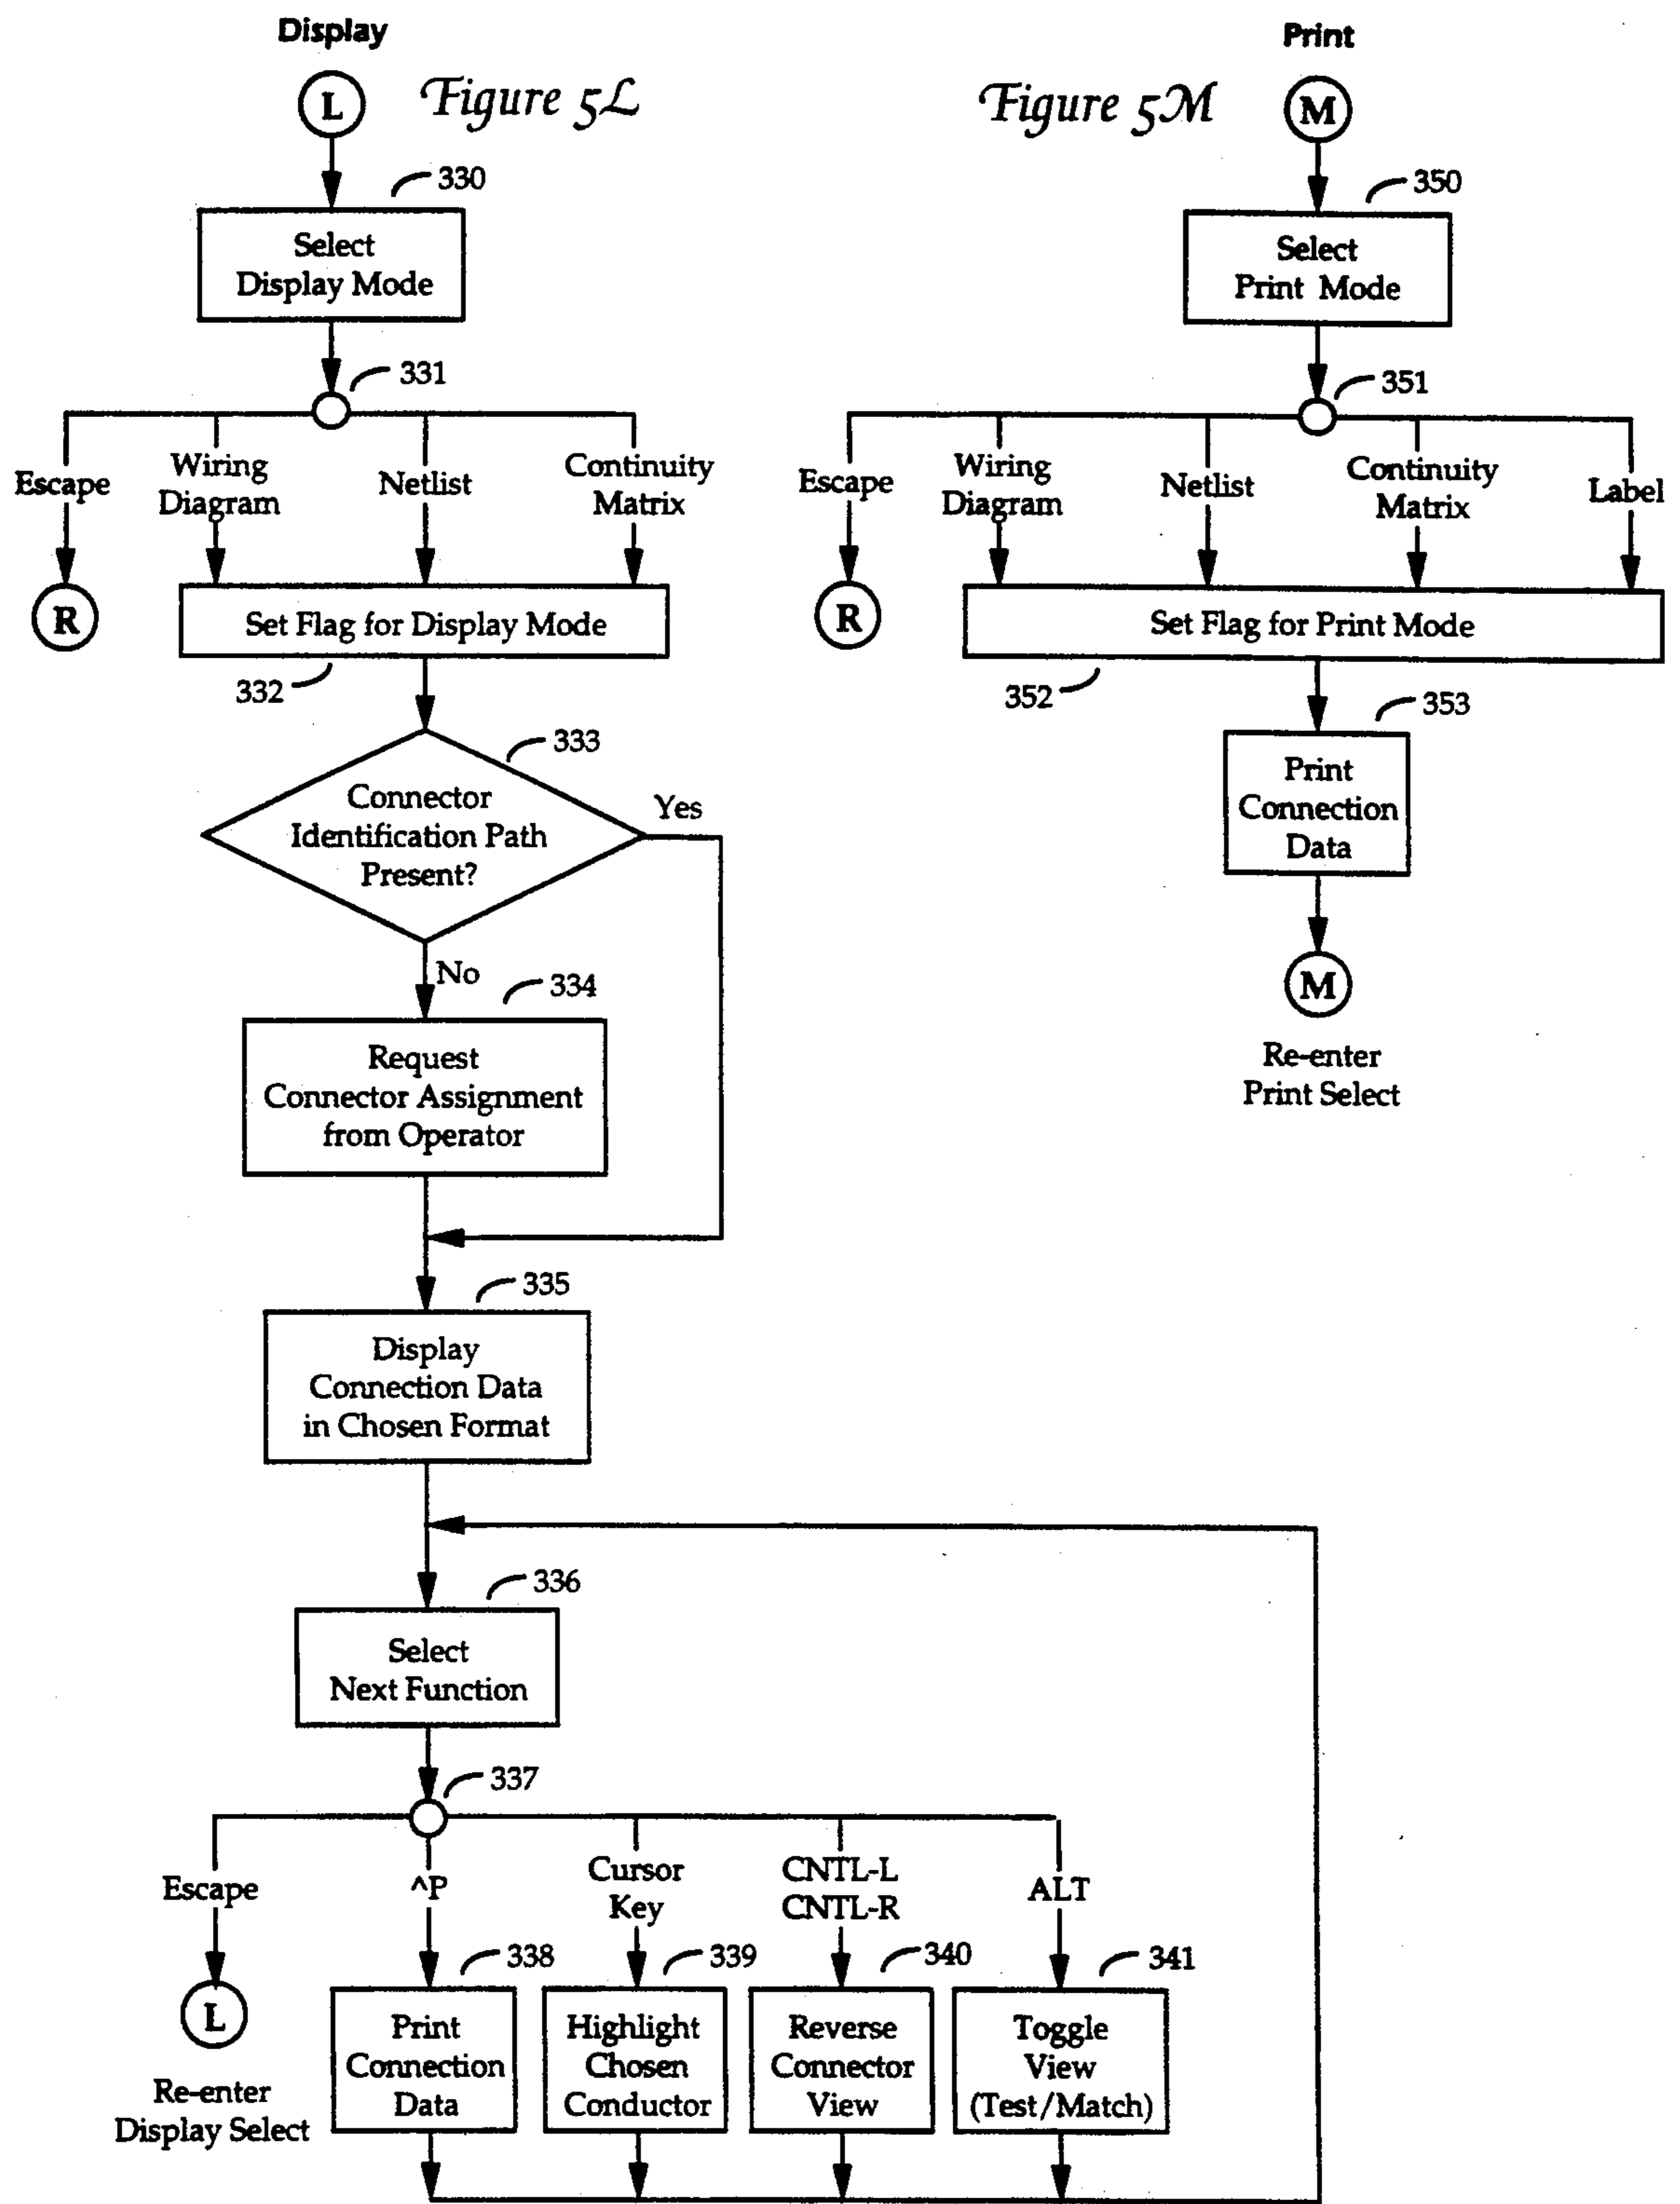 Display
L
Figure 5L
330
Select
Display Mode
331
Escape
Wiring
Diagram
Netlist
Continuity
Matrix
R
Set Flag for Display Mode
332
333
Connector
Identification Path
Present?
Yes
No
334
Request
Connector Assignment
from Operator
335
Display
Connection Data
in Chosen Format
336
Select
Next Function
337
Escape
^P
Cursor
Key
CNTL-L
CNTL-R
ALT
338
339
340
341
L
Re-enter
Display Select
Print
Connection
Data
Highlight
Chosen
Conductor
Reverse
Connector
View
Toggle
View
(Test/Match)
Print
Figure 5M
M
350
Select
Print Mode
351
Escape
Wiring
Diagram
Netlist
Continuity
Matrix
Label
R
Set Flag for Print Mode
352
353
Print
Connection
Data
M
Re-enter
Print Select